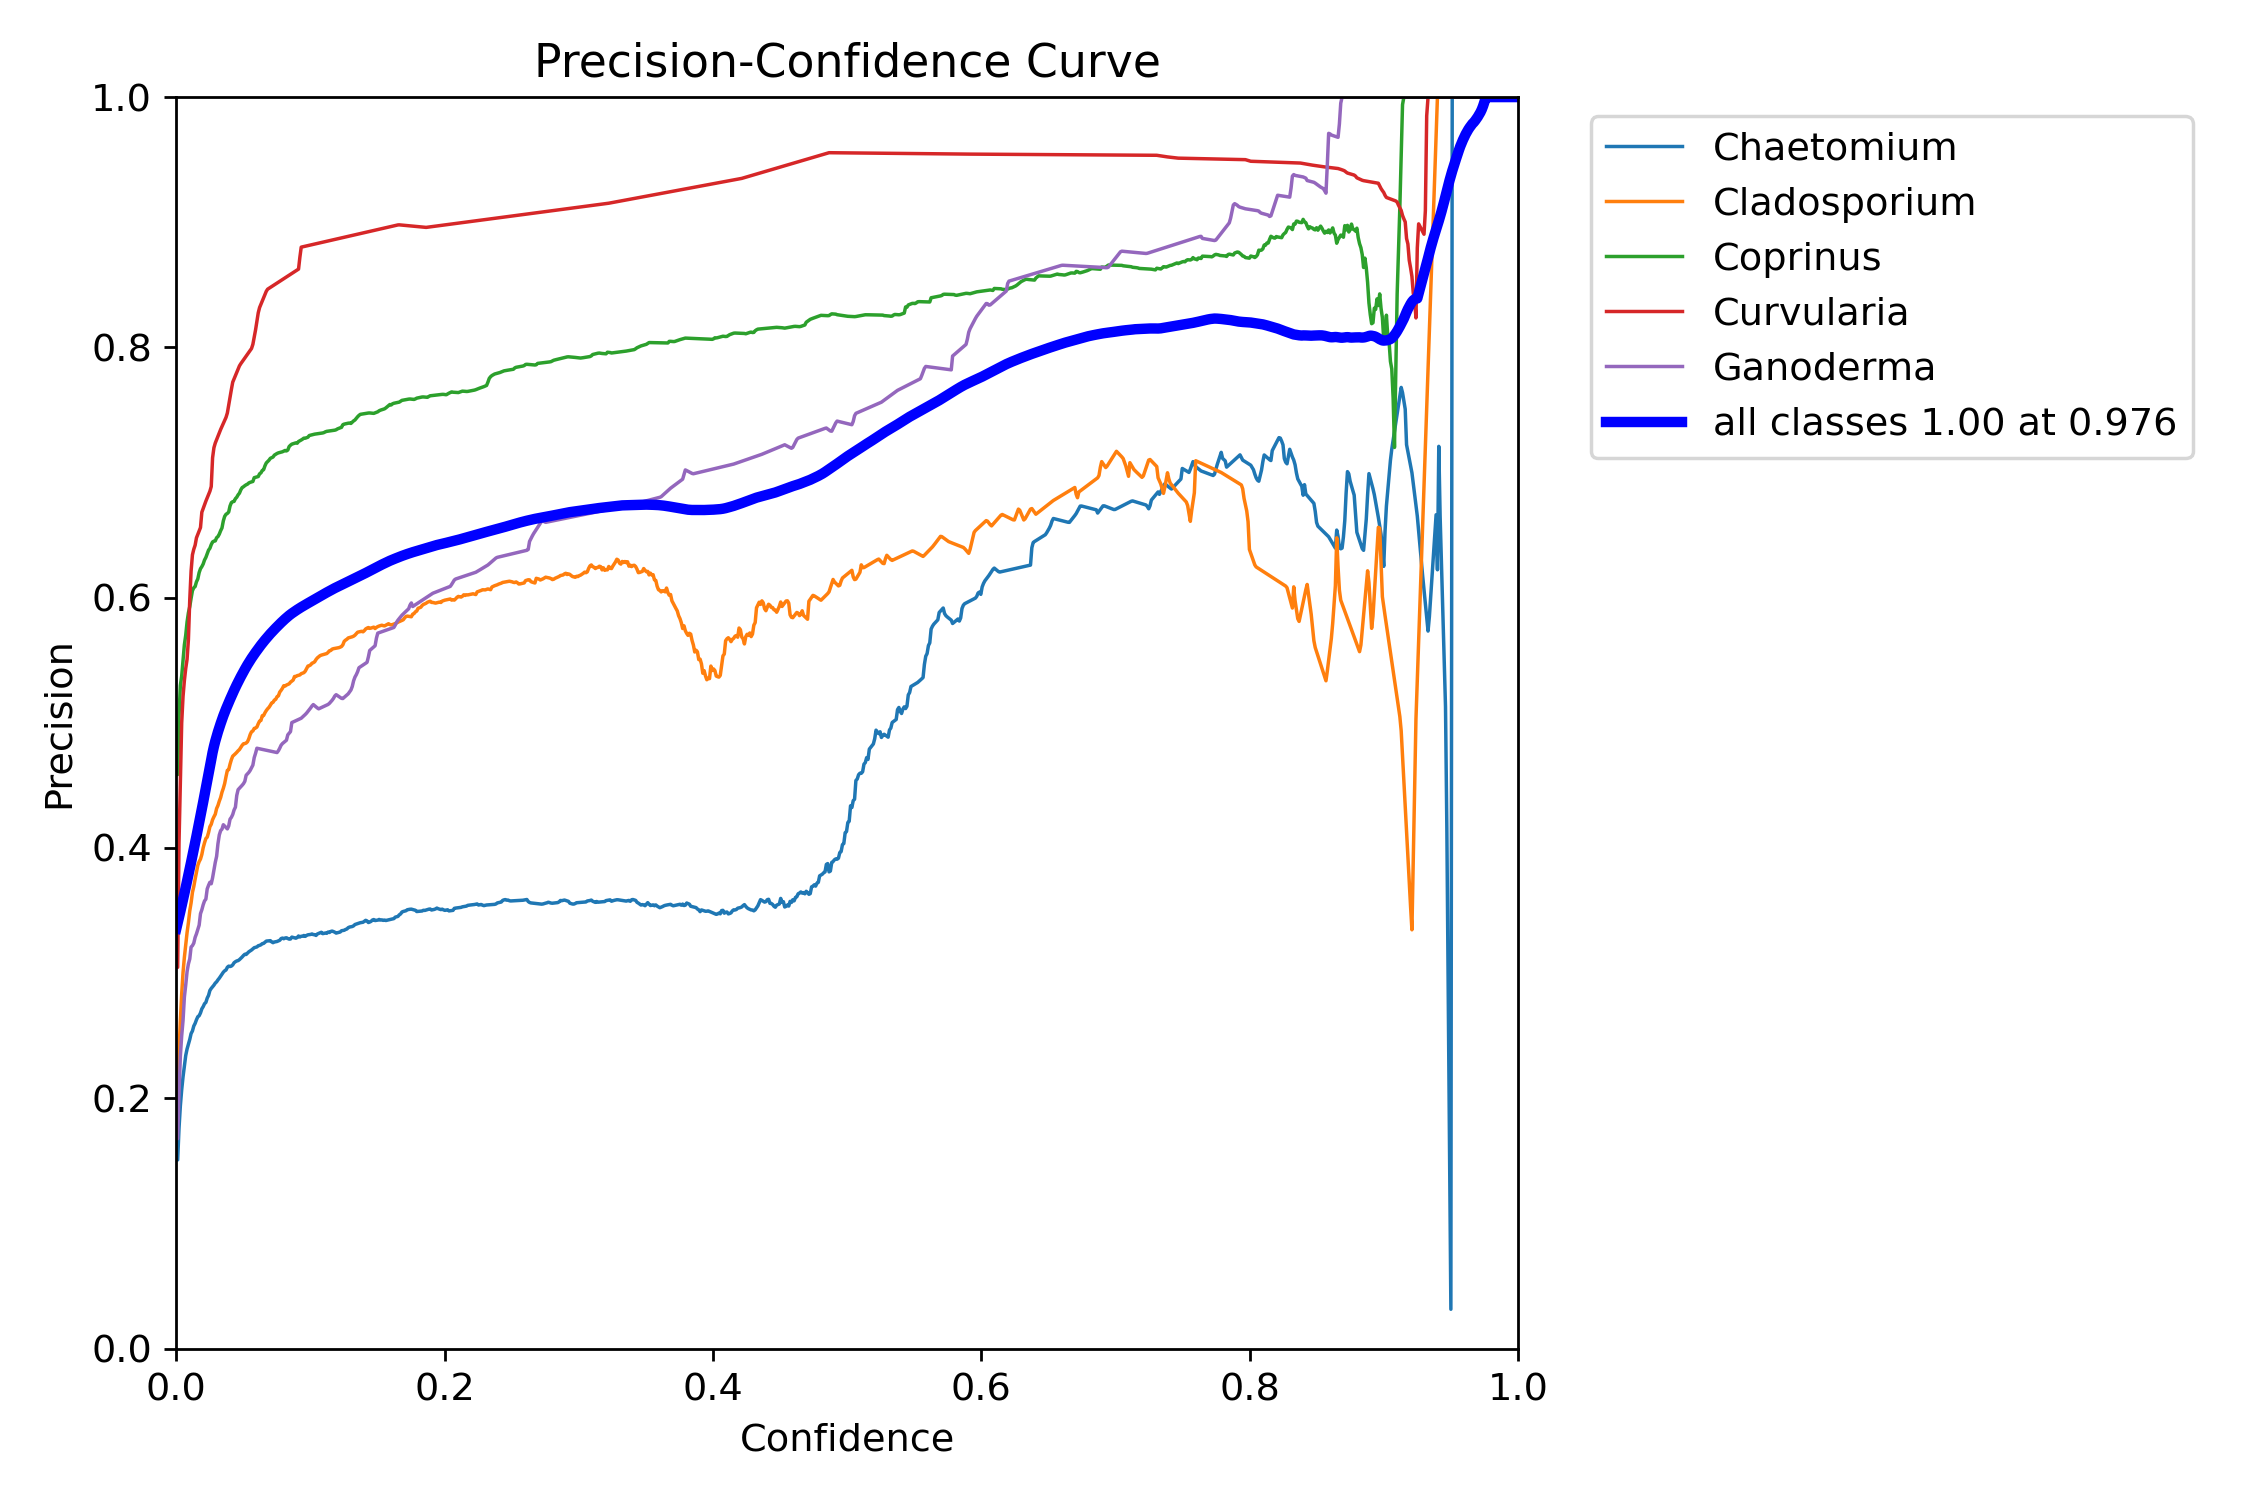 Precision-Confidence Curve
1.0
0.8
0.6
0.4
0.2
0.0
Precision
0.0 0.2 0.4 0.6 0.8 1.0
Confidence
Chaetomium
Cladosporium
Coprinus
Curvularia
Ganoderma
all classes 1.00 at 0.976